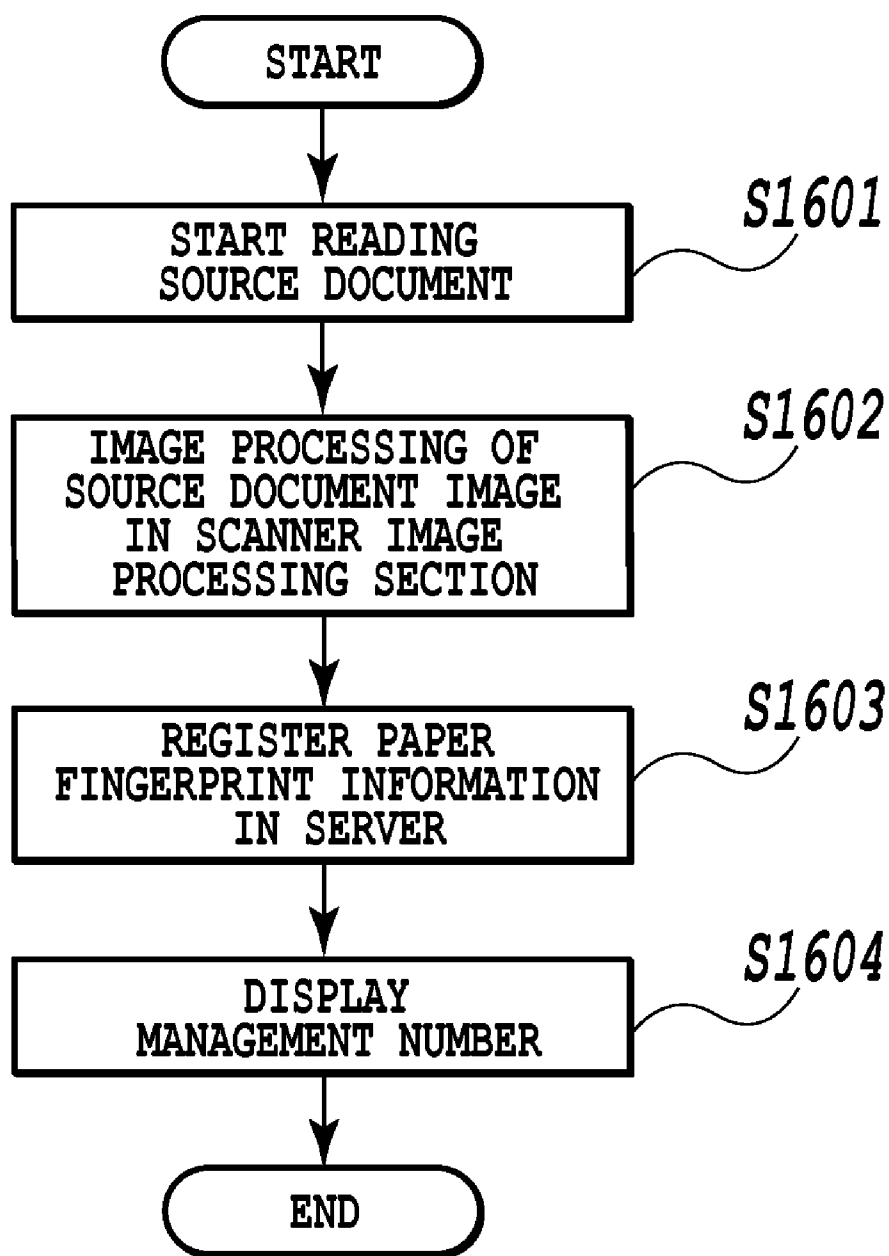 START
START READING
SOURCE DOCUMENT
S1601
IMAGE PROCESSING OF
SOURCE DOCUMENT IMAGE
IN SCANNER IMAGE
PROCESSING SECTION
S1602
REGISTER PAPER
FINGERPRINT INFORMATION
IN SERVER
S1603
DISPLAY
MANAGEMENT NUMBER
S1604
END